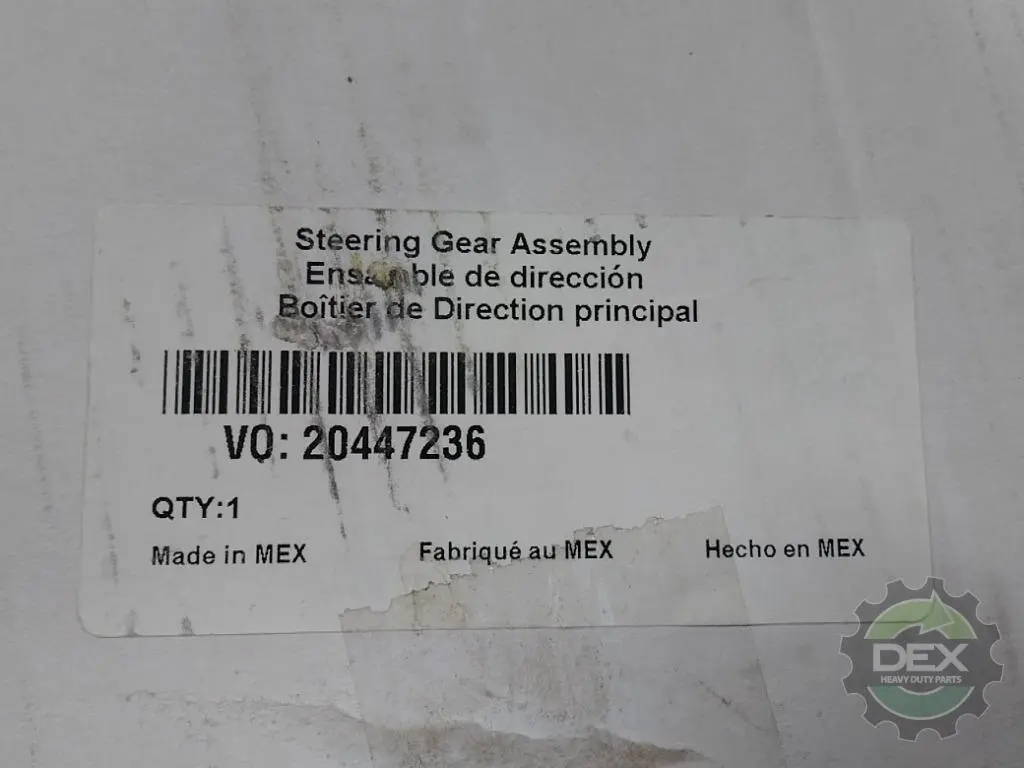 Steering Gear Assembly
Ensamble de dirección
Boîtier de Direction principal
VO: 20447236
QTY:1
Made in MEX
Fabriqué au MEX
Hecho en MEX
DEX
HEAVY DUTY PARTS